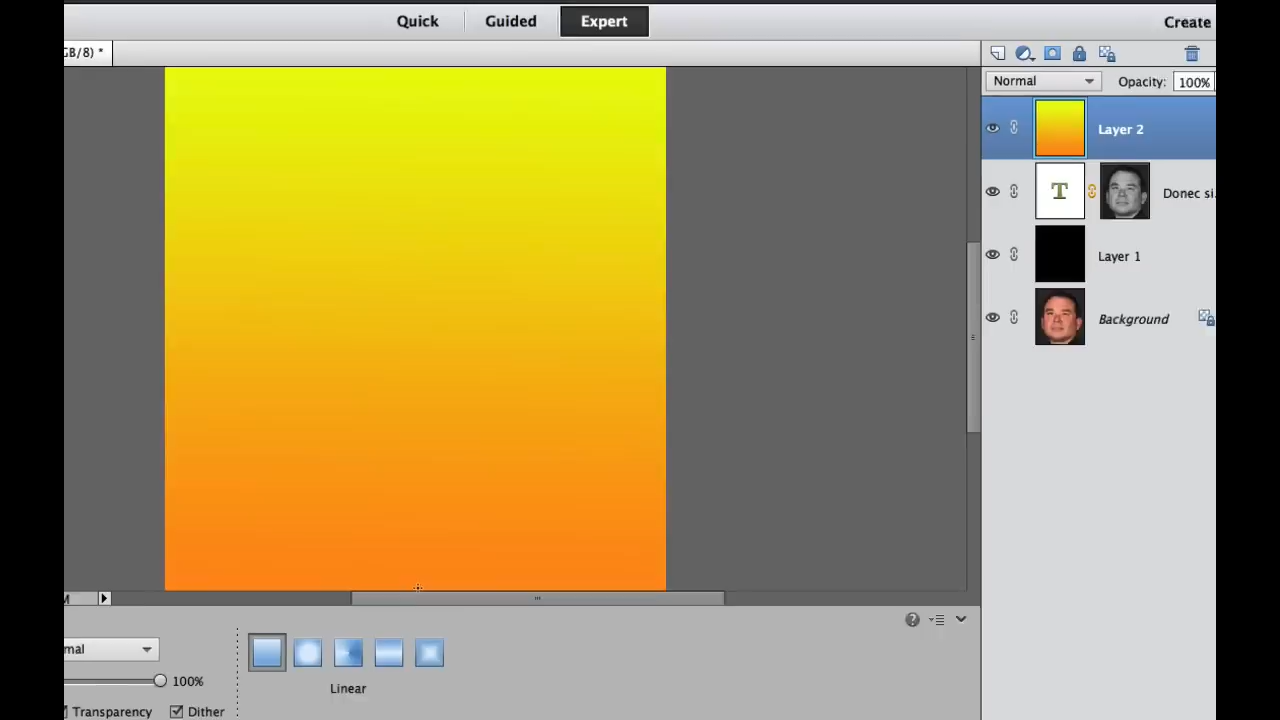 Quick Guided Expert Create
GB/8) *
Normal Opacity: 100%
Layer 2
T Donec si...
Layer 1
Background
mal
100%
Linear
Transparency Dither